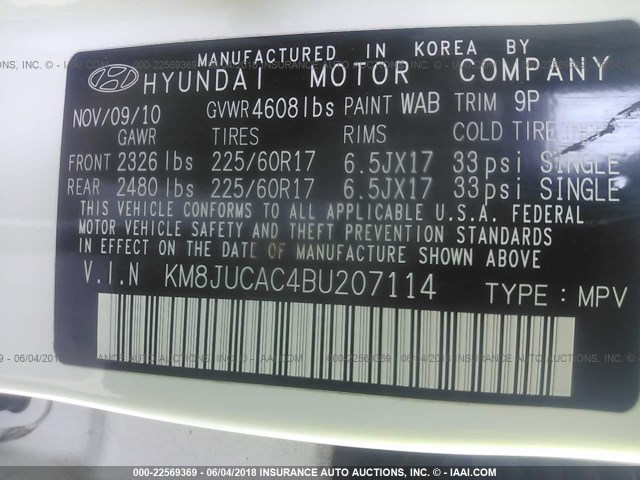 MANUFACTURED IN KOREA BY
HYUNDAI MOTOR COMPANY
NOV/09/10 GVWR 4608lbs PAINT WAB TRIM 9P
GAWR TIRES RIMS COLD TIRE
FRONT 2326 lbs 225/60R17 6.5JX17 33psi SINGLE
REAR 2480 lbs 225/60R17 6.5JX17 33psi SINGLE
THIS VEHICLE CONFORMS TO ALL APPLICABLE U.S.A. FEDERAL
MOTOR VEHICLE SAFETY AND THEFT PREVENTION STANDARDS
IN EFFECT ON THE DATE OF MANUFACTURE SHOWN ABOVE
V.I.N KM8JUCAC4BU207114 TYPE : MPV
000-22569369 - 06/04/2018 INSURANCE AUTO AUCTIONS, INC. - © IAAI.COM